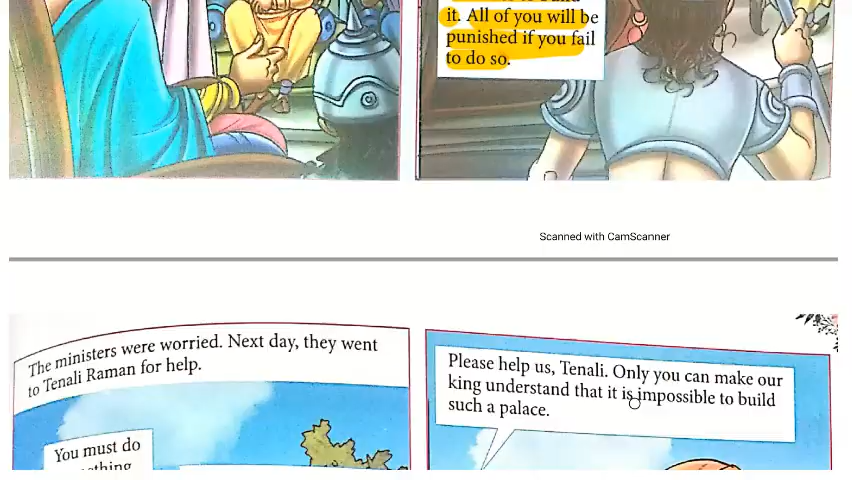 it. All of you will be
punished if you fail
to do so.
Scanned with CamScanner
The ministers were worried. Next day, they went
to Tenali Raman for help.
Please help us, Tenali. Only you can make our
king understand that it is impossible to build
such a palace.
You must do